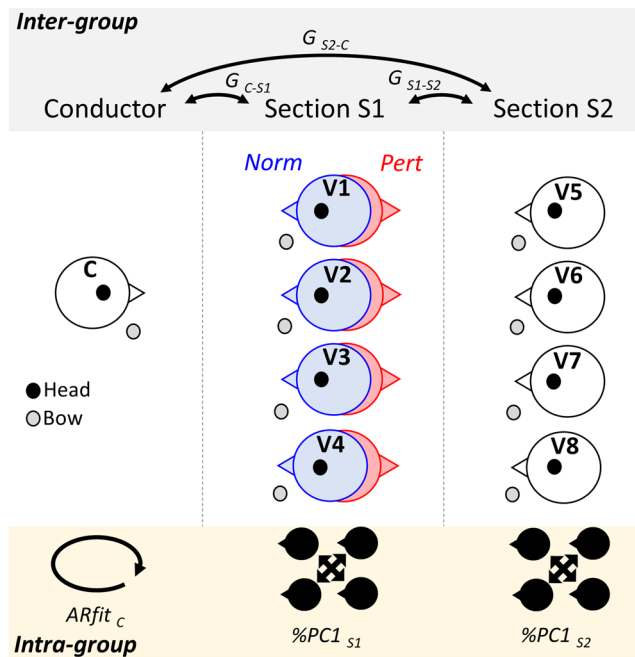 Inter-group
G S2-C
G C-S1
G S1-S2
Conductor
Section S1
Section S2
Norm
Pert
C
V1
V2
V3
V4
V5
V6
V7
V8
Head
Bow
ARfit C
%PC1 S1
%PC1 S2
Intra-group